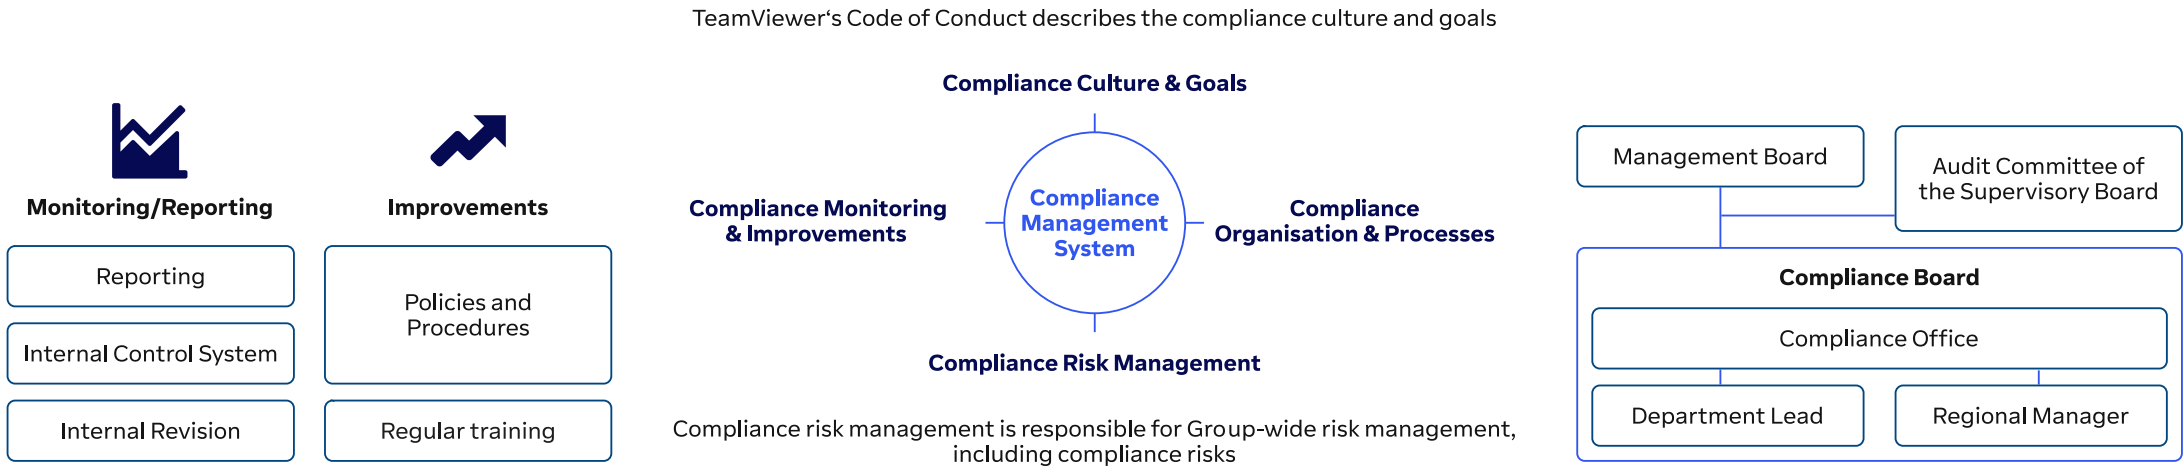 TeamViewer‘s Code of Conduct describes the compliance culture and goals
Monitoring/Reporting
Reporting
Internal Control System
Internal Revision
Improvements
Policies and
Procedures
Regular training
Compliance Culture & Goals
Compliance Monitoring
& Improvements
Compliance
Management
System
Compliance
Organisation & Processes
Compliance Risk Management
Compliance risk management is responsible for Group-wide risk management,
including compliance risks
Management Board
Audit Committee of
the Supervisory Board
Compliance Board
Compliance Office
Department Lead
Regional Manager